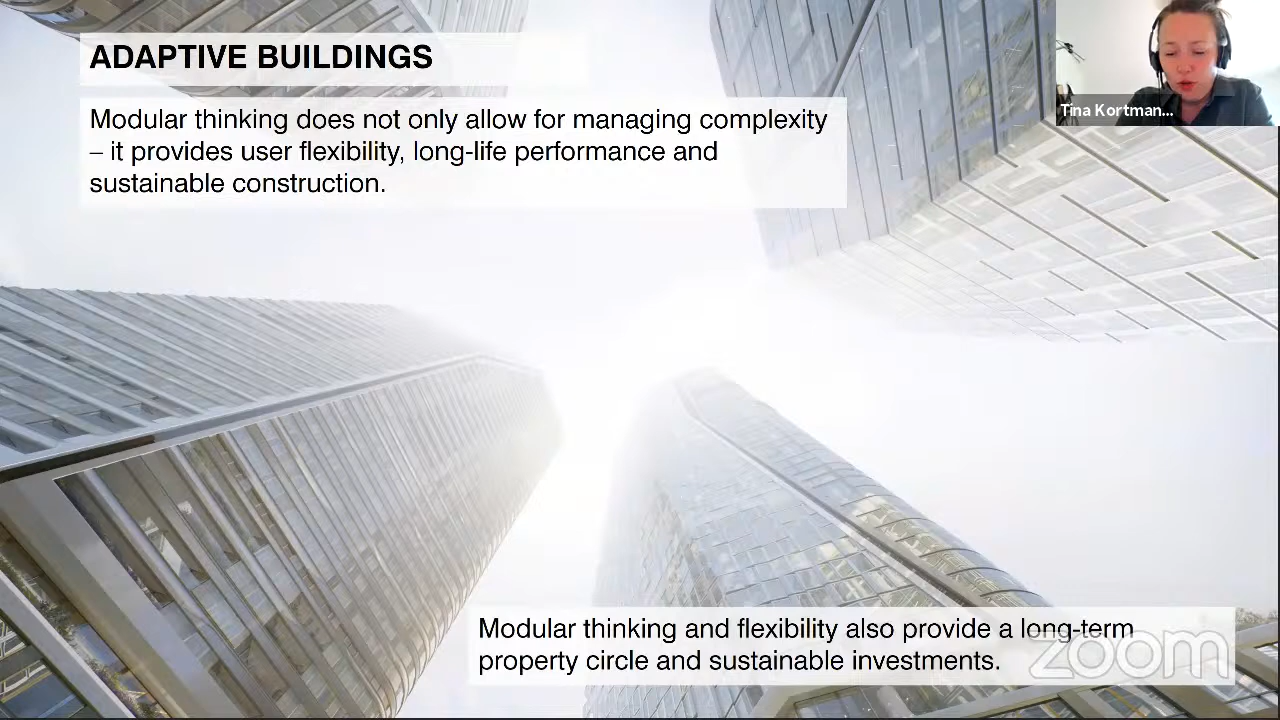 ADAPTIVE BUILDINGS
Modular thinking does not only allow for managing complexity
– it provides user flexibility, long-life performance and
sustainable construction.
Tina Kortman...
Modular thinking and flexibility also provide a long-term
property circle and sustainable investments.
zoom